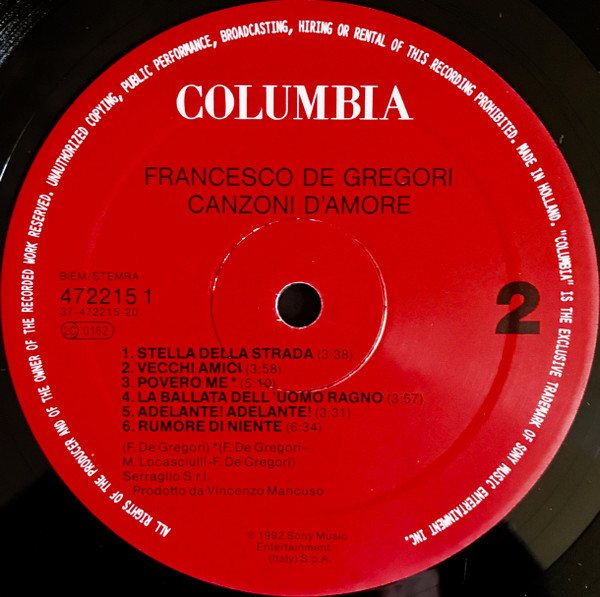 ALL RIGHTS OF THE PRODUCER AND OF THE OWNER OF THE RECORDED WORK RESERVED. UNAUTHORIZED COPYING, PUBLIC PERFORMANCE, BROADCASTING, HIRING OR RENTAL OF THIS RECORDING PROHIBITED. MADE IN HOLLAND. "COLUMBIA" IS THE EXCLUSIVE TRADEMARK OF SONY MUSIC ENTERTAINMENT INC.
COLUMBIA
FRANCESCO DE GREGORI
CANZONI D'AMORE
BIEM/STEMRA
472215 1
37-472215-20
LC 0162
2
1. STELLA DELLA STRADA (3:38)
2. VECCHI AMICI (3:58)
3. POVERO ME * (5:10)
4. LA BALLATA DELL 'UOMO RAGNO (3:57)
5. ADELANTE! ADELANTE! (3:31)
6. RUMORE DI NIENTE (6:34)
(F. De Gregori) *(F. De Gregori-
M. Locasciulli-F. De Gregori)
Serraglio S.r.l.
Prodotto da Vincenzo Mancuso
© 1992 Sony Music
Entertainment
(Italy) S.p.A.